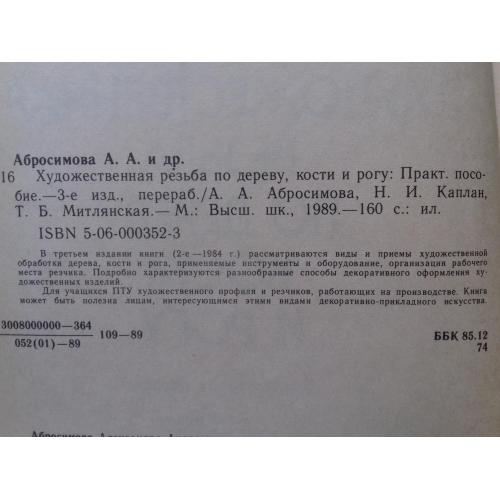 Абросимова А. А. и др.
16 Художественная резьба по дереву, кости и рогу: Практ. посо-
бие.—3-е изд., перераб./А. А. Абросимова, Н. И. Каплан,
Т. Б. Митлянская.— М.: Высш. шк., 1989.—160 с.: ил.
ISBN 5-06-000352-3
В третьем издании книги (2-е —1984 г.) рассматриваются виды и приемы художественной
обработки дерева, кости и рога, применяемые инструменты и оборудование, организация рабочего
места резчика. Подробно характеризуются разнообразные способы декоративного оформления ху-
дожественных изделий.
Для учащихся ПТУ художественного профиля и резчиков, работающих на производстве. Книга
может быть полезна лицам, интересующимся этими видами декоративно-прикладного искусства.
3008000000—364
052(01)—89
109—89
ББК 85.12
74
Абросимова